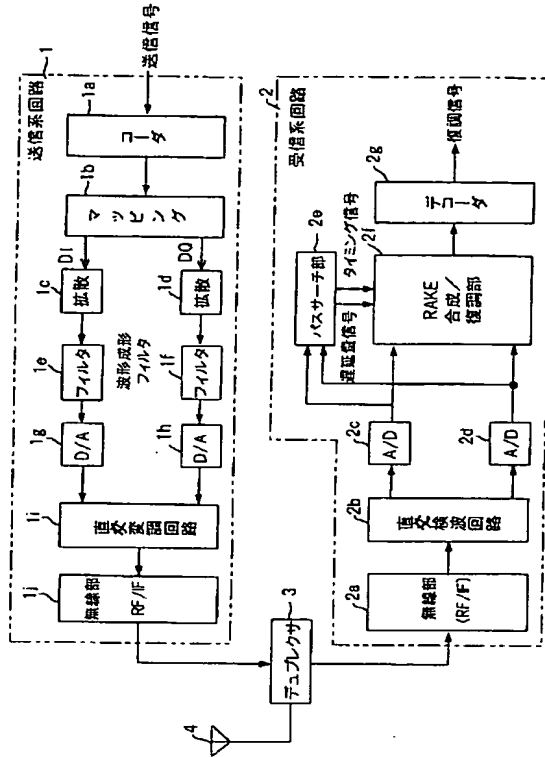 送信系回路
1
送信信号
コーダ
1a
マッピング
1b
DI
DQ
1c
拡散
1d
拡散
1e
フィルタ
波形成形
フィルタ
1f
フィルタ
1g
D/A
1h
D/A
1i
直交変調回路
1j
無線部
RF/IF
3
デュプレクサ
4
受信系回路
2
2a
無線部
(RF/IF)
2b
直交検波回路
2c
A/D
2d
A/D
2e
パスサーチ部
タイミング信号
遅延量信号
2f
RAKE
合成/
復調部
2g
デコーダ
復調信号